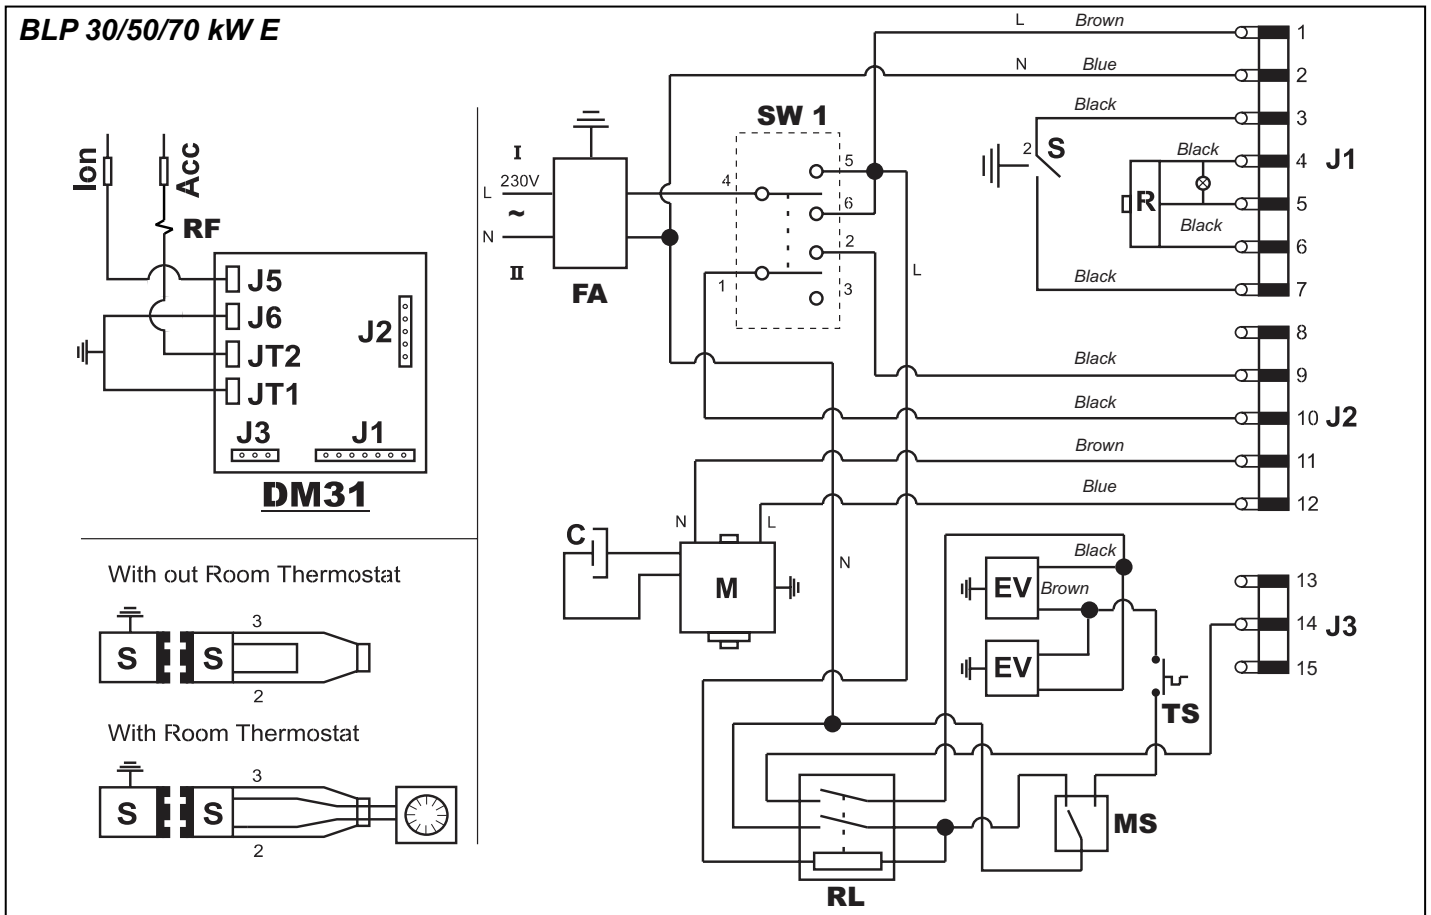 BLP 30/50/70 kW E
Ion
Acc
RF
J5
J6
JT2
JT1
J2
J3
J1
DM31
With out Room Thermostat
3
S
S
2
With Room Thermostat
3
S
S
2
I
L
230V
~
N
II
FA
SW 1
4
5
6
2
1
3
L
L
Brown
1
N
Blue
2
Black
3
2
S
Black
4
J1
R
5
Black
6
Black
7
8
Black
9
Black
10
J2
Brown
11
Blue
12
N
L
C
M
N
Black
EV
Brown
EV
TS
13
14
J3
15
MS
RL